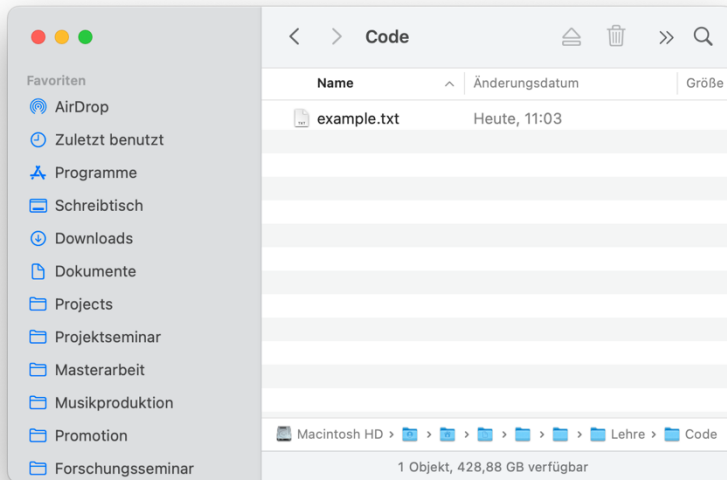 Code
Favoriten
AirDrop
Zuletzt benutzt
Programme
Schreibtisch
Downloads
Dokumente
Projects
Projektseminar
Masterarbeit
Musikproduktion
Promotion
Forschungsseminar
Name Änderungsdatum Größe
TXT example.txt Heute, 11:03
Macintosh HD › › › › › › Lehre › Code
1 Objekt, 428,88 GB verfügbar